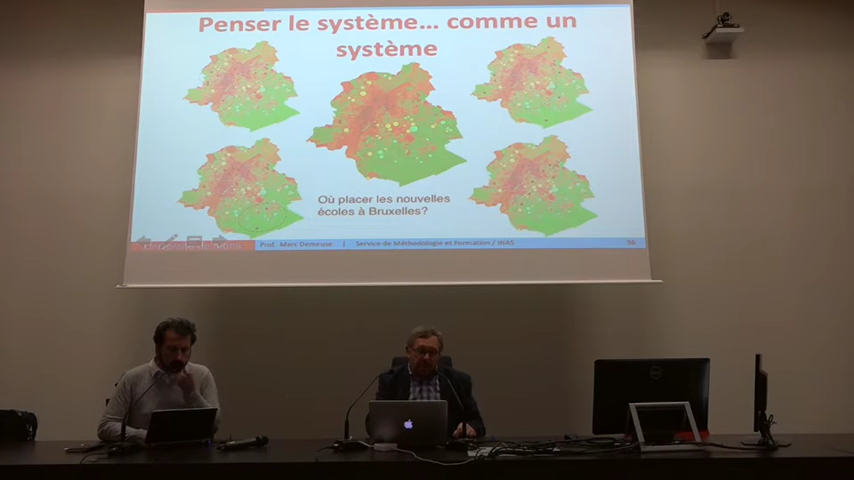 Penser le système... comme un
système
Où placer les nouvelles
écoles à Bruxelles?
Prof. Marc Demeuse | Service de Méthodologie et Formation / INAS 56